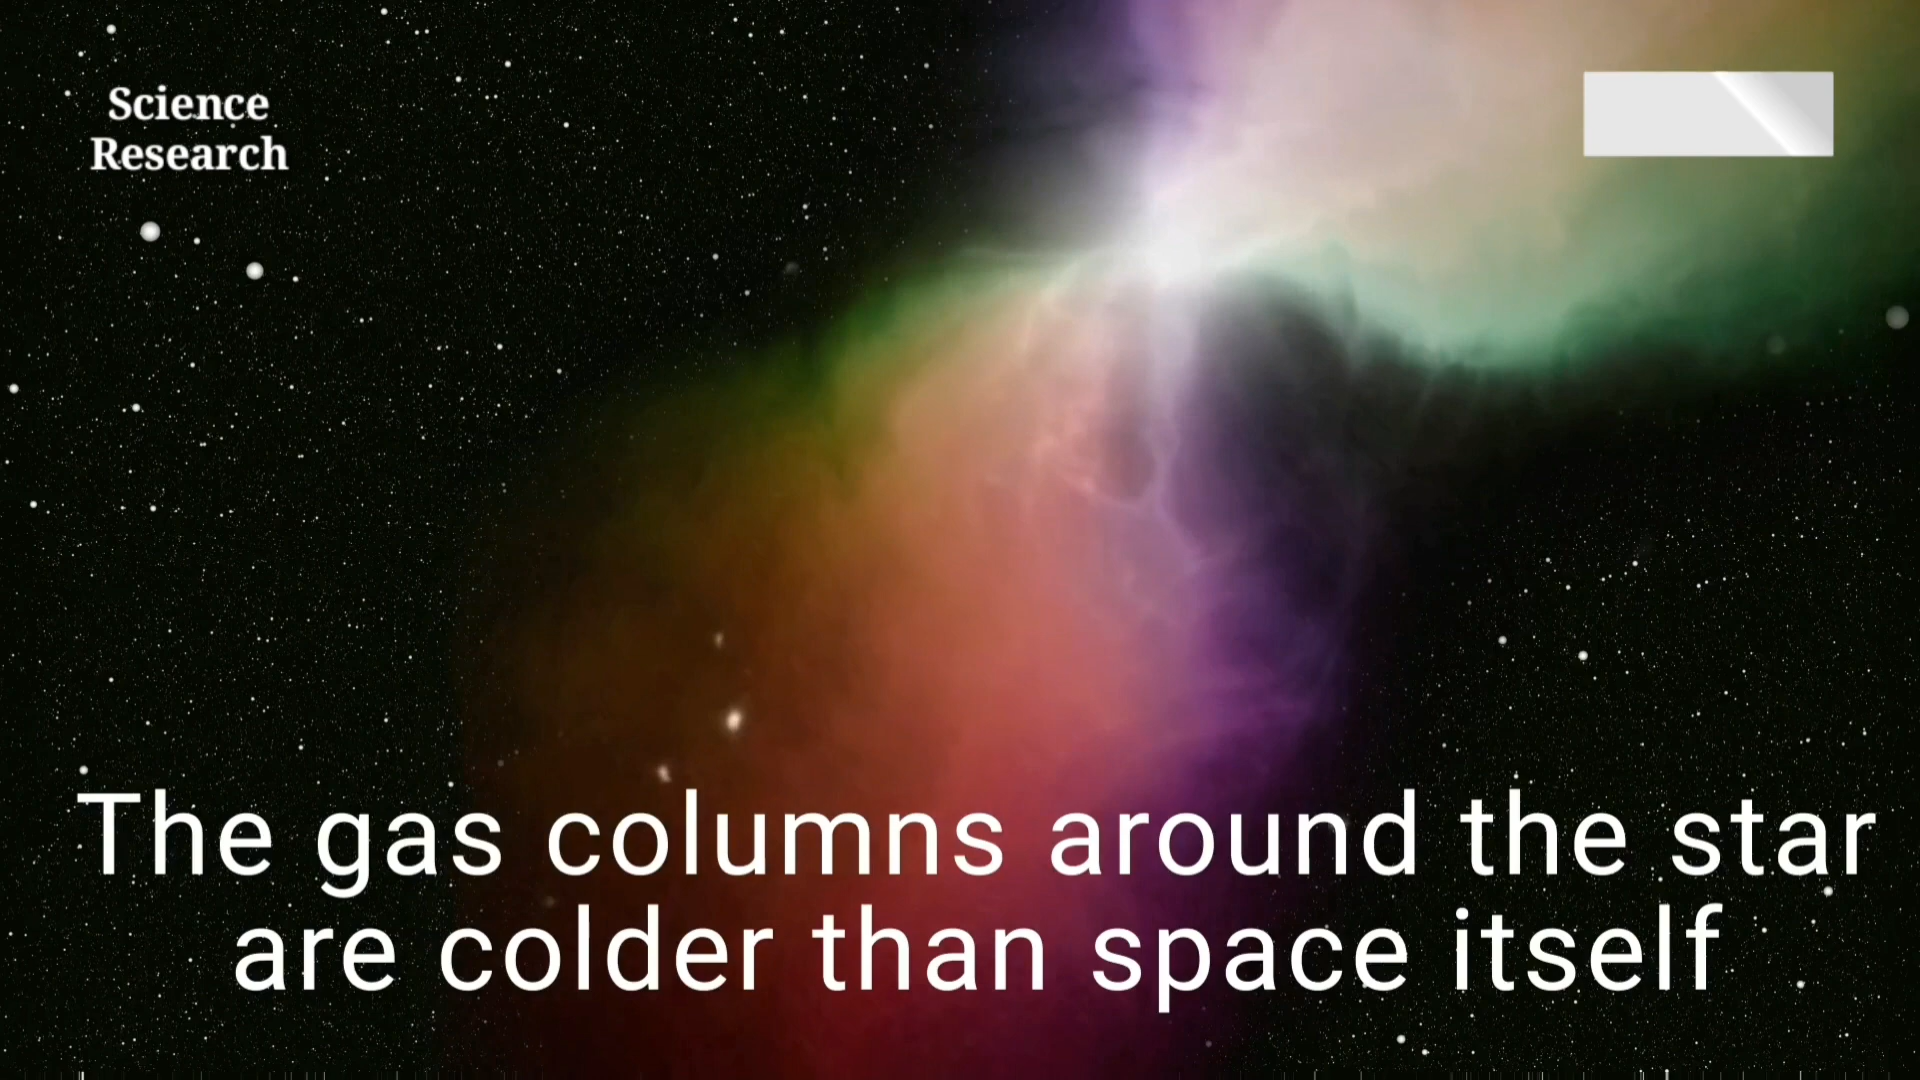 Science
Research
The gas columns around the star
are colder than space itself